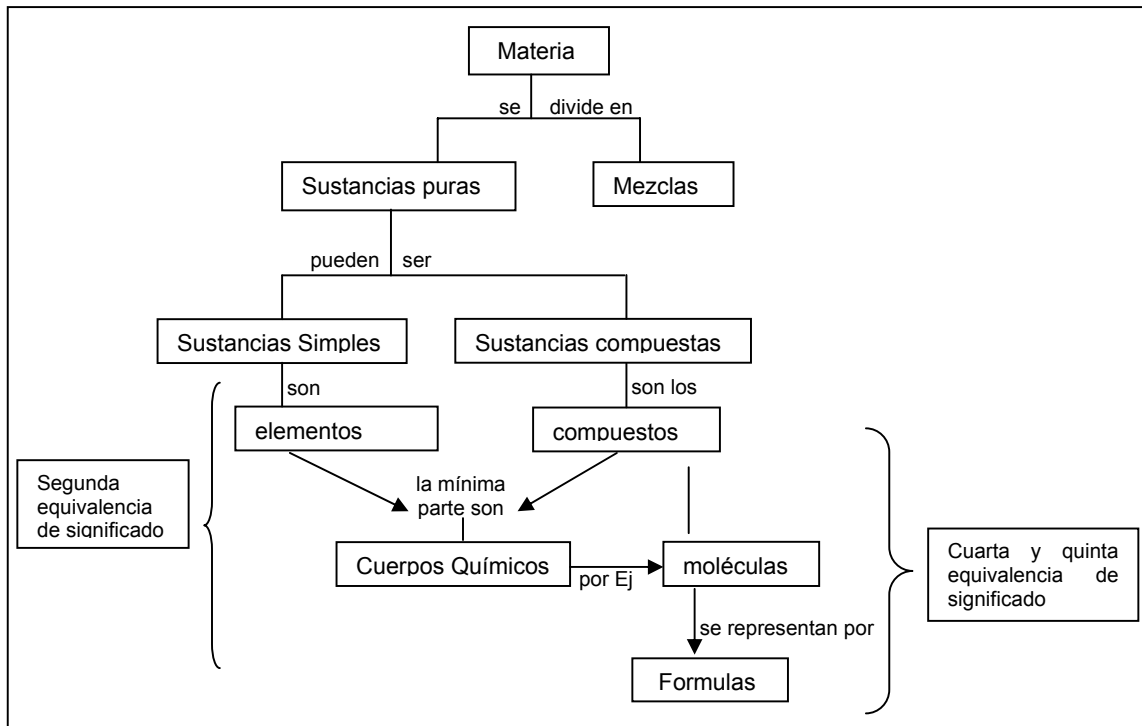 Materia
se divide en
Sustancias puras
Mezclas
pueden ser
Sustancias Simples
Sustancias compuestas
son
son los
elementos
compuestos
Segunda
equivalencia
de significado
la mínima
parte son
Cuerpos Químicos
por Ej
moléculas
Cuarta y quinta
equivalencia de
significado
se representan por
Formulas